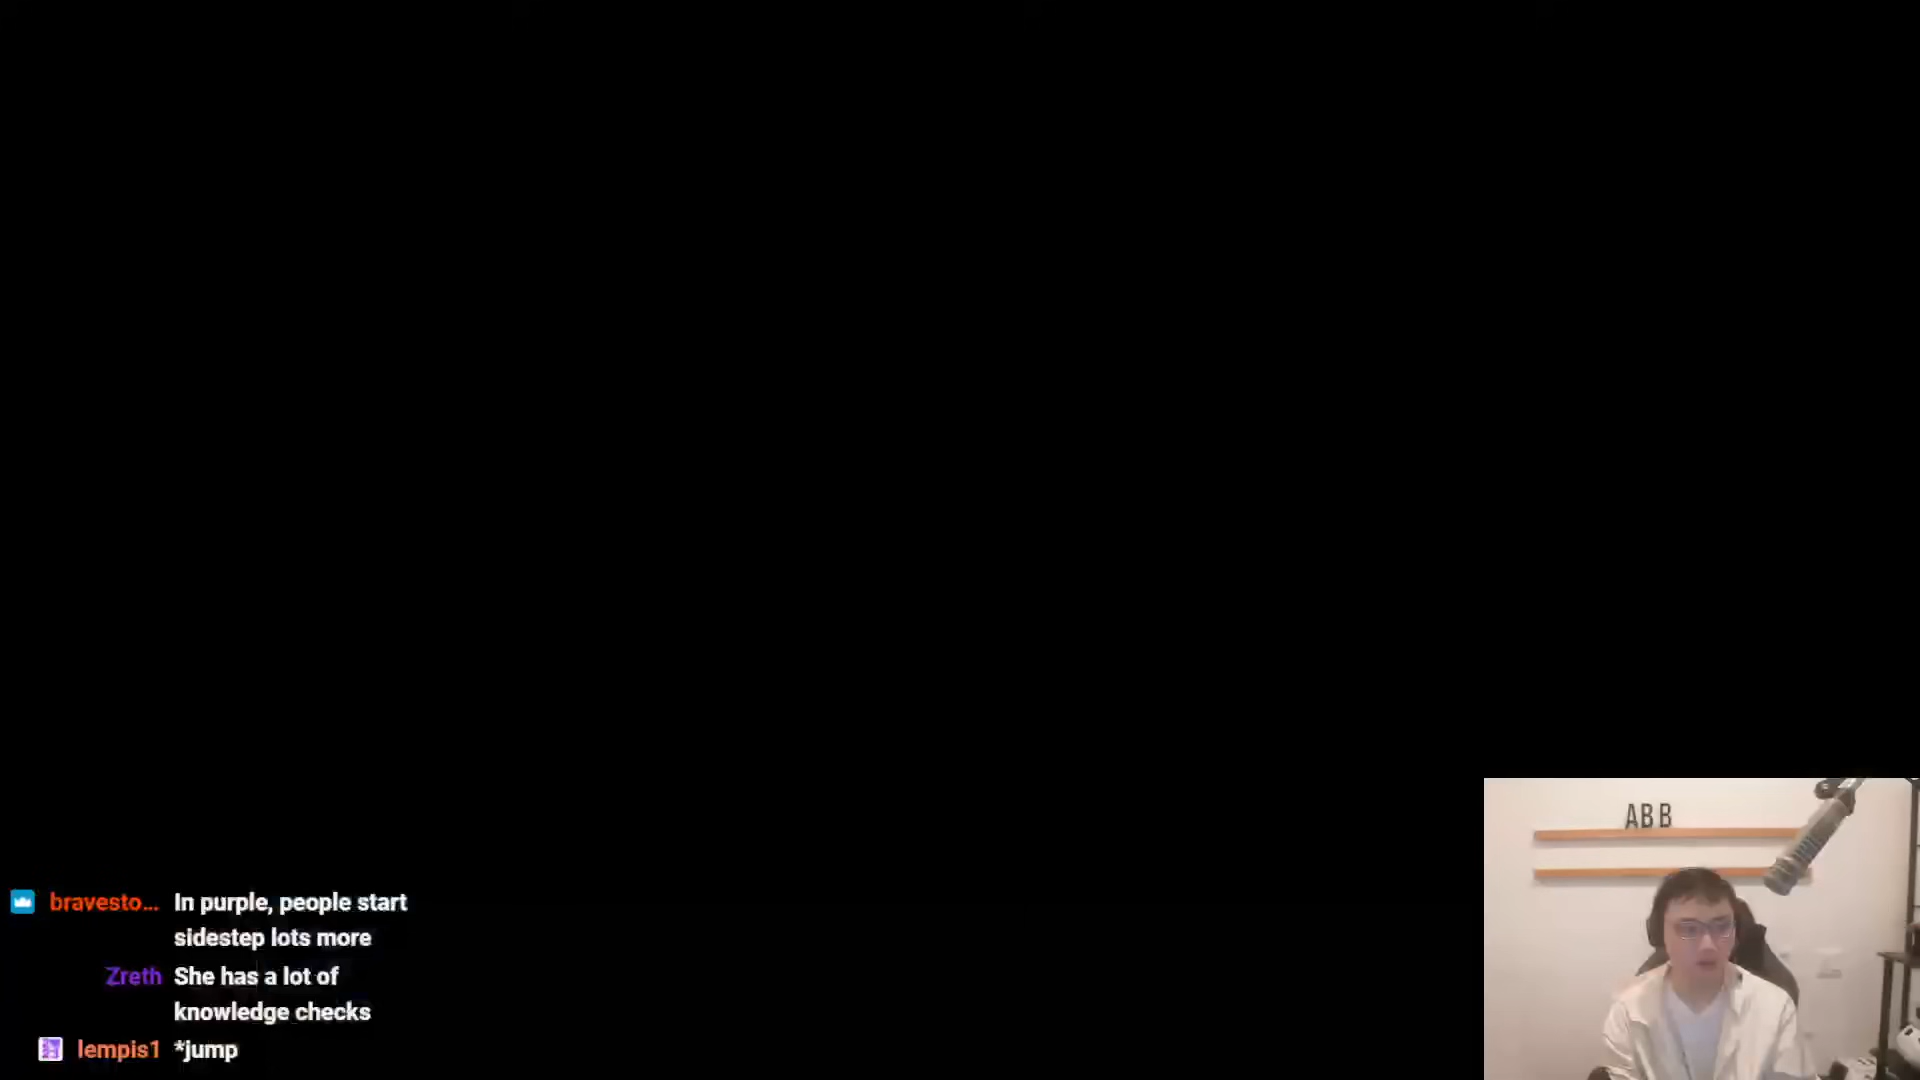 ABB
bravesto... In purple, people start
sidestep lots more
Zreth She has a lot of
knowledge checks
lempis1 *jump